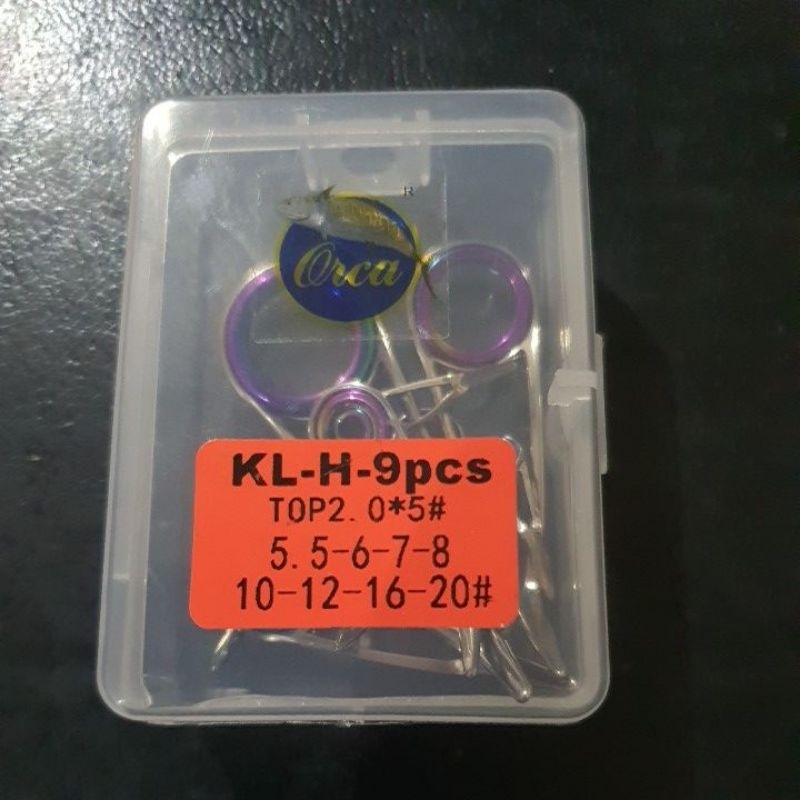 R
Orca
KL-H-9pcs
TOP2.0*5#
5.5-6-7-8
10-12-16-20#